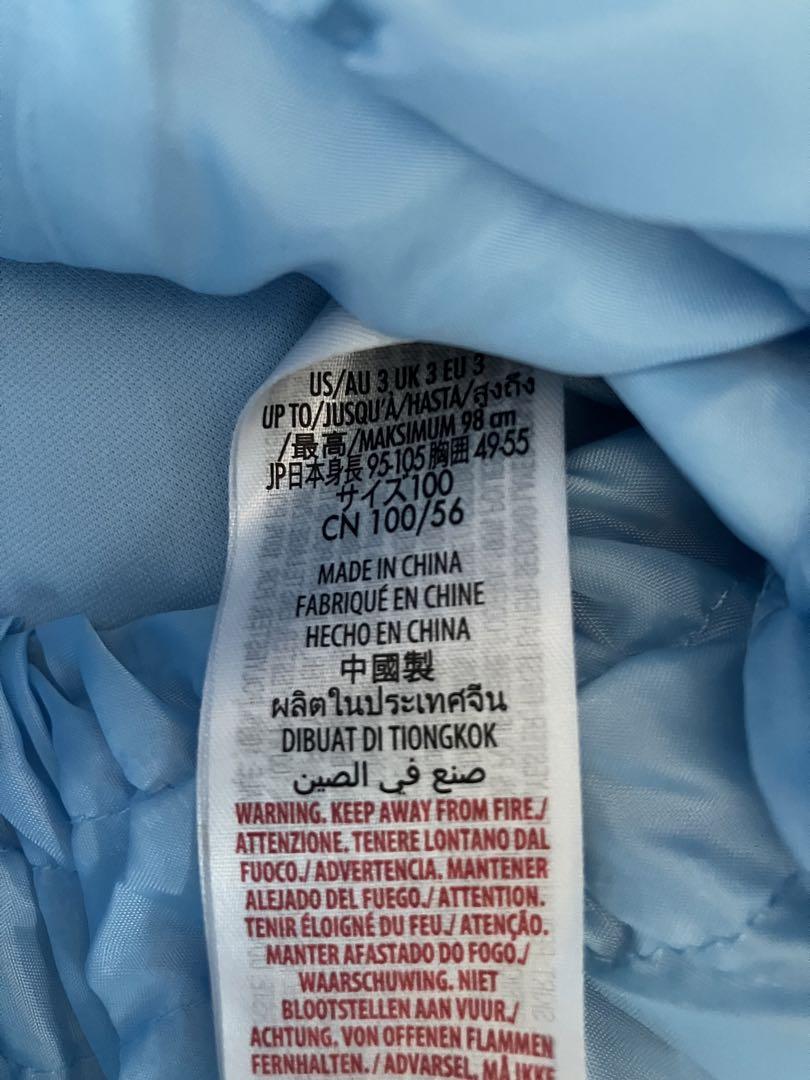 US/AU 3 UK 3 EU 3
UP TO/JUSQU'À/HASTA/สูงถึง
/最高/MAKSIMUM 98 cm
JP日本身長 95-105 胸囲 49-55
サイズ100
CN 100/56
MADE IN CHINA
FABRIQUÉ EN CHINE
HECHO EN CHINA
中國製
ผลิตในประเทศจีน
DIBUAT DI TIONGKOK
صنع في الصين
WARNING. KEEP AWAY FROM FIRE./
ATTENZIONE. TENERE LONTANO DAL
FUOCO./ ADVERTENCIA. MANTENER
ALEJADO DEL FUEGO./ ATTENTION.
TENIR ÉLOIGNÉ DU FEU./ ATENÇÃO.
MANTER AFASTADO DO FOGO./
WAARSCHUWING. NIET
BLOOTSTELLEN AAN VUUR./
ACHTUNG. VON OFFENEN FLAMMEN
FERNHALTEN. / ADVARSEL. MÅ IKKE